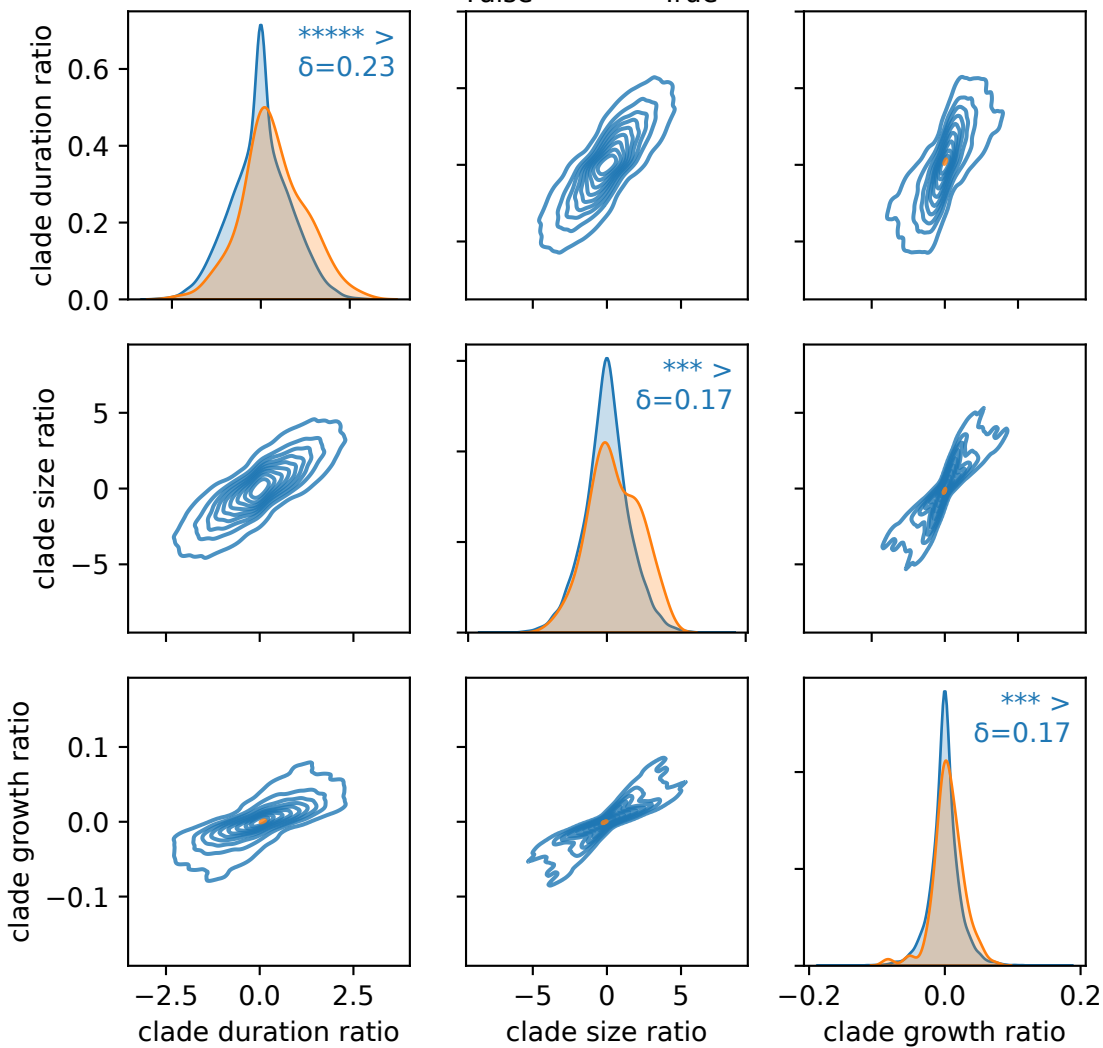 True
clade duration ratio
0.6
0.4
0.2
0.0
***** >
δ=0.23
clade size ratio
5
0
−5
*** >
δ=0.17
clade growth ratio
0.1
0.0
−0.1
*** >
δ=0.17
−2.5 0.0 2.5
−5 0 5
−0.2 0.0 0.2
clade duration ratio
clade size ratio
clade growth ratio